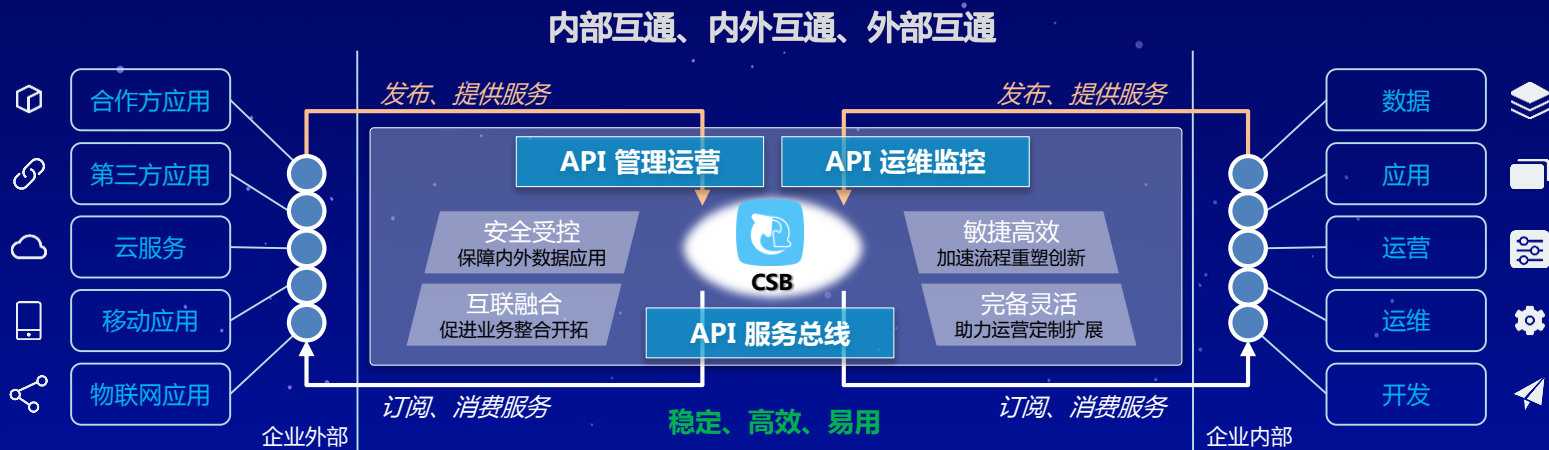 内部互通、内外互通、外部互通
发布、提供服务
发布、提供服务
合作方应用
第三方应用
云服务
移动应用
物联网应用
企业外部
API 管理运营
API 运维监控
安全受控
保障内外数据应用
互联融合
促进业务整合开拓
CSB
敏捷高效
加速流程重塑创新
完备灵活
助力运营定制扩展
API 服务总线
订阅、消费服务
订阅、消费服务
稳定、高效、易用
数据
应用
运营
运维
开发
企业内部